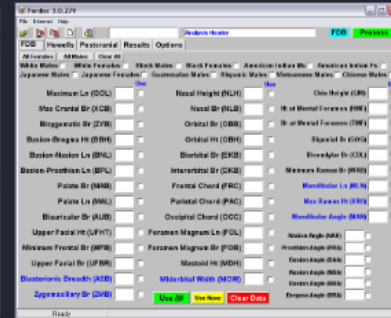 Fordisc 3.0.279
File External Help
Analysis Header FDB Process
FDB Howells Postcranial Results Options
All Females All Males Clear All
White Males White Females Black Males Black Females American Indian Ms American Indian Fs
Japanese Males Japanese Females Guatemalan Males Hispanic Males Vietnamese Males Chinese Males
Use Use
Maximum Ln (GOL) Nasal Height (NLH) Chin Height (GNI)
Max Cranial Br (XCB) Nasal Br (NLB) Ht at Mental Foramen (HMF)
Bizygomatic Br (ZYB) Orbital Br (OBB) Br at Mental Foramen (TMF)
Basion-Bregma Ht (BBH) Orbital Ht (OBH) Bigonial Br (GOG)
Basion-Nasion Ln (BNL) Biorbital Br (EKB) Bicondylar Br (CDL)
Basion-Prosthion Ln (BPL) Interorbital Br (DKB) Minimum Ramus Br (WRB)
Palate Br (MAB) Frontal Chord (FRC) Mandibular Ln (MLN)
Palate Ln (MAL) Parietal Chord (PAC) Max Ramus Ht (XRH)
Biauricular Br (AUB) Occipital Chord (OCC) Mandibular Angle (MAN)
Upper Facial Ht (UFHT) Foramen Magnum Ln (FOL) Nasion Angle (NAA)
Minimum Frontal Br (WFB) Foramen Magnum Br (FOB) Prosthion Angle (PRA)
Upper Facial Br (UFBR) Mastoid Ht (MDH) Basion Angle (BAA)
Biasterionic Breadth (ASB) Midorbital Width (MOW) Nasion Angle (NBA)
Basion Angle (BBA)
Zygomaxillary Br (ZMB) Use All Use None Clear Data Bregma Angle (BRA)
Ready